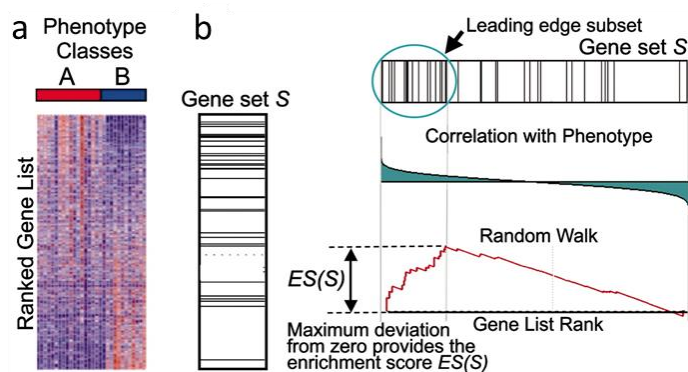 a
Phenotype
Classes
A B
Ranked Gene List
b
Gene set S
Leading edge subset
Gene set S
Correlation with Phenotype
Random Walk
ES(S)
Gene List Rank
Maximum deviation
from zero provides the
enrichment score ES(S)